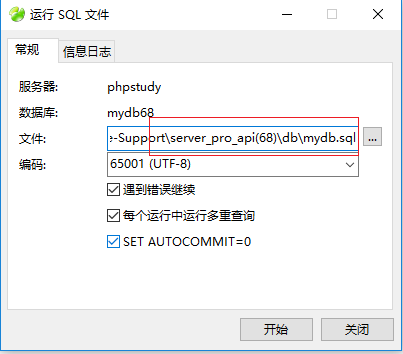 运行 SQL 文件
常规 信息日志
服务器: phpstudy
数据库: mydb68
文件: e-Support\server_pro_api(68)\db\mydb.sql ...
编码: 65001 (UTF-8)
遇到错误继续
每个运行中运行多重查询
SET AUTOCOMMIT=0
开始 关闭